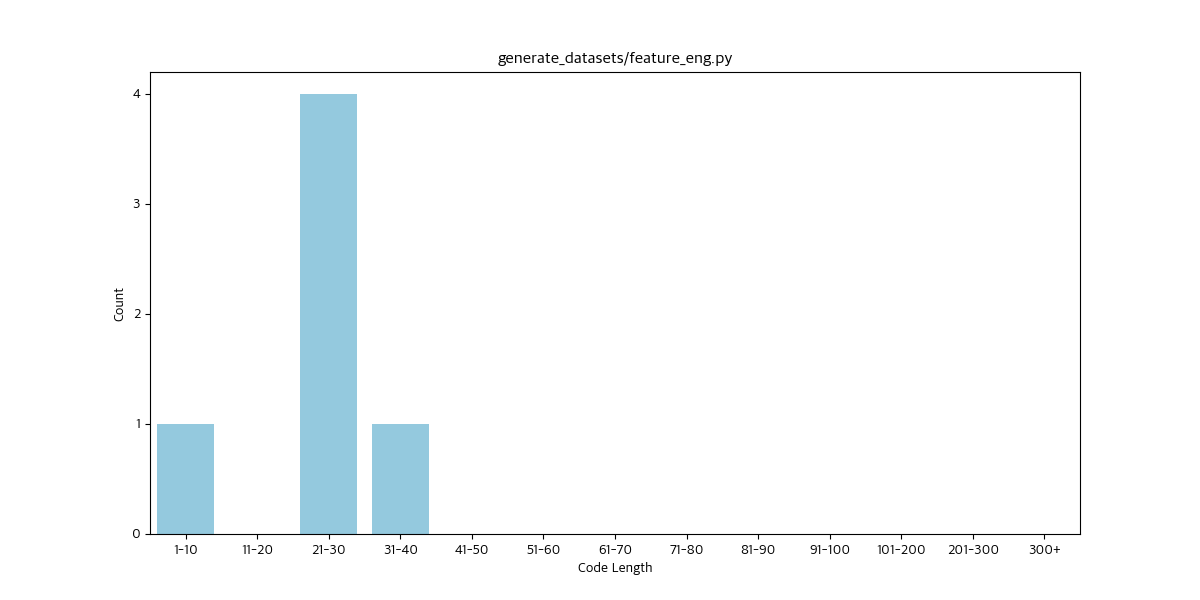 generate_datasets/feature_eng.py
4
3
2
1
0
Count
1-10 11-20 21-30 31-40 41-50 51-60 61-70 71-80 81-90 91-100 101-200 201-300 300+
Code Length